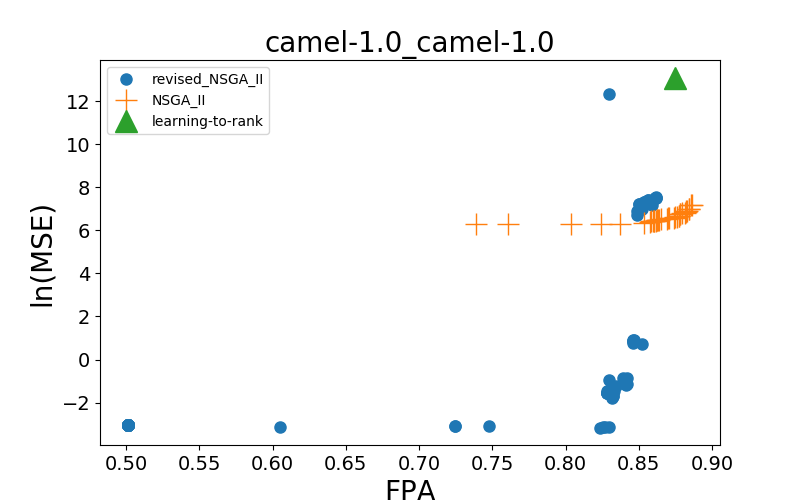 camel-1.0_camel-1.0
revised_NSGA_II
NSGA_II
learning-to-rank
ln(MSE)
12
10
8
6
4
2
0
−2
0.50 0.55 0.60 0.65 0.70 0.75 0.80 0.85 0.90
FPA